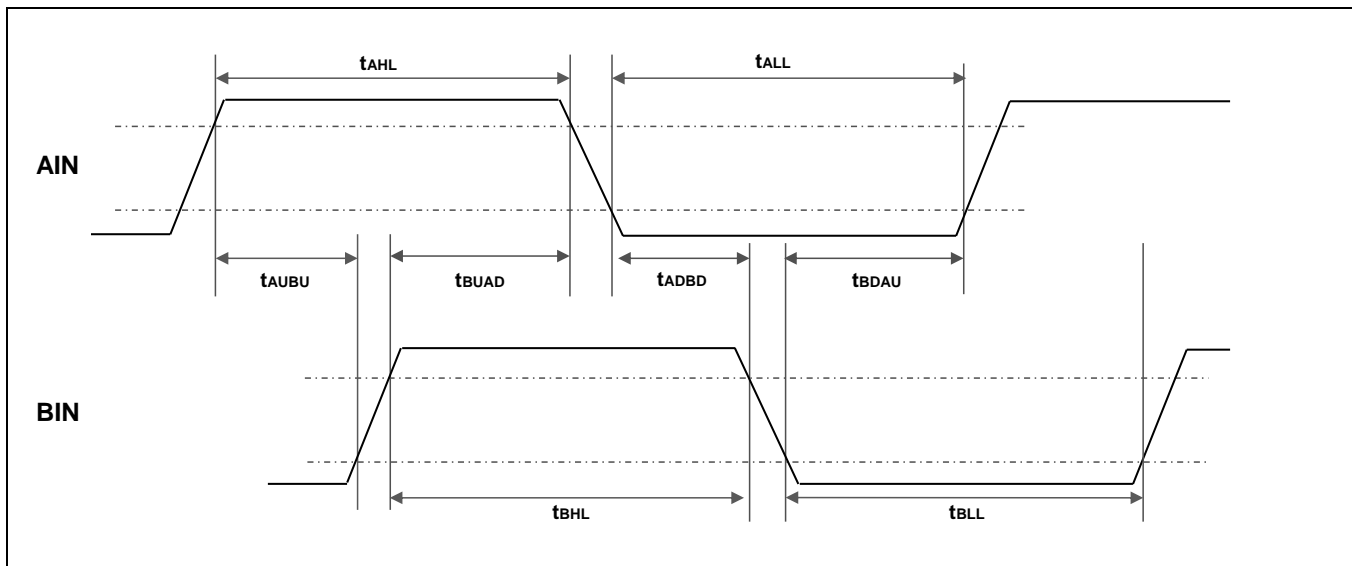 tAHL
tALL
AIN
tAUBU
tBUAD
tADBD
tBDAU
BIN
tBHL
tBLL